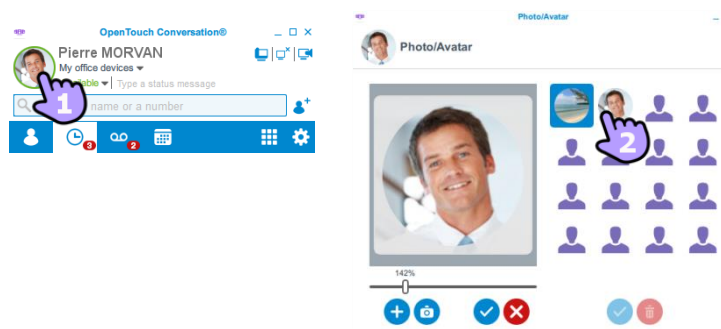 OpenTouch Conversation®
Pierre MORVAN
My office devices
Type a status message
name or a number
3
2
1
Photo/Avatar
Photo/Avatar
2
142%